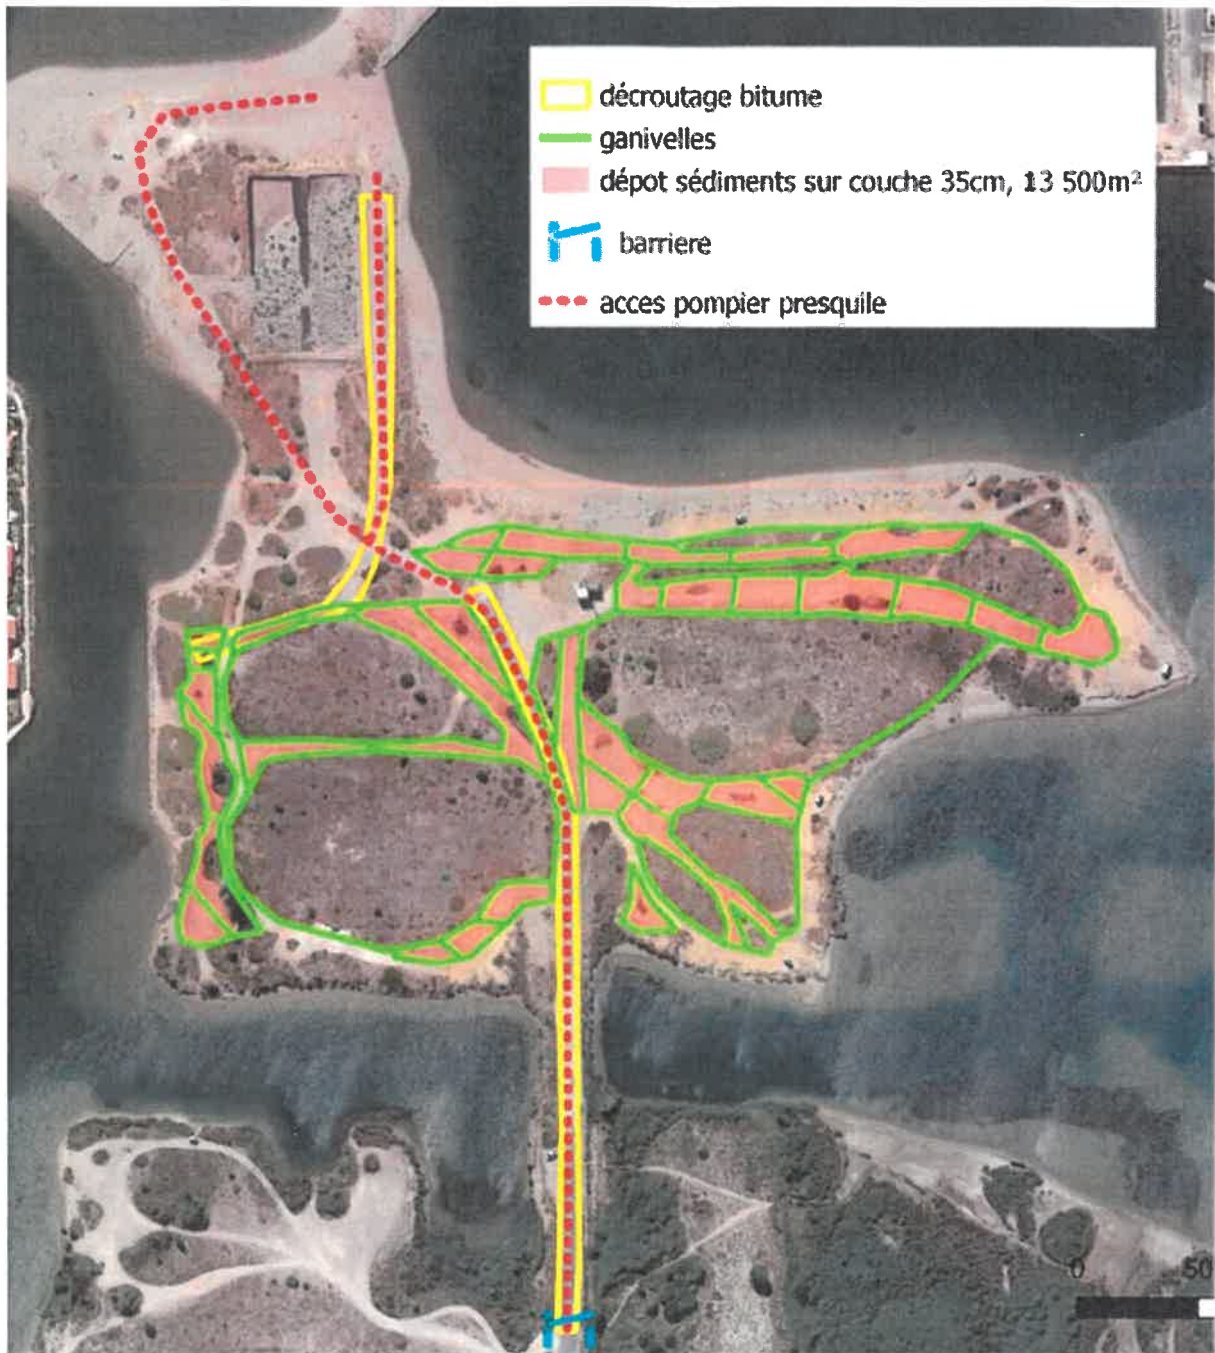 décroutage bitume
ganivelles
dépot sédiments sur couche 35cm, 13 500m²
barriere
acces pompier presquile
0 50